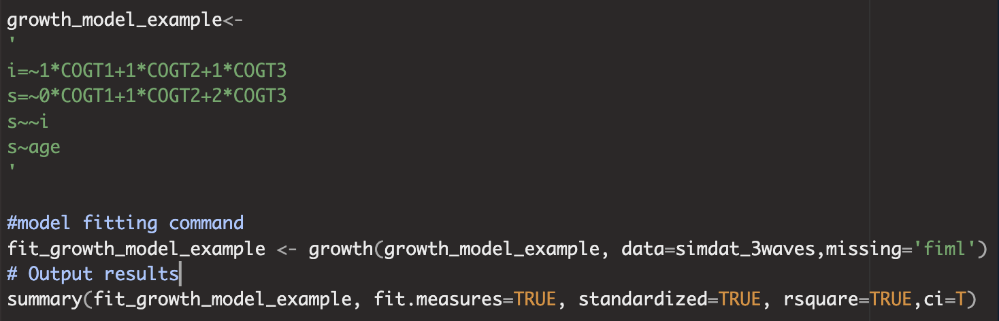 growth_model_example<-
'
i=~1*COGT1+1*COGT2+1*COGT3
s=~0*COGT1+1*COGT2+2*COGT3
s~~i
s~age
'
#model fitting command
fit_growth_model_example <- growth(growth_model_example, data=simdat_3waves,missing='fiml')
# Output results
summary(fit_growth_model_example, fit.measures=TRUE, standardized=TRUE, rsquare=TRUE,ci=T)